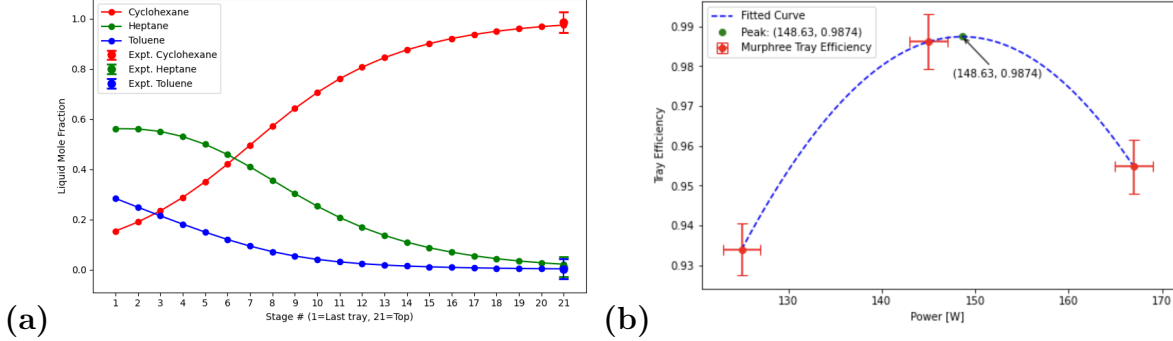 Cyclohexane
Heptane
Toluene
Expt. Cyclohexane
Expt. Heptane
Expt. Toluene
Liquid Mole Fraction
1.0
0.8
0.6
0.4
0.2
0.0
1 2 3 4 5 6 7 8 9 10 11 12 13 14 15 16 17 18 19 20 21
Stage # (1=Last tray, 21=Top)
(a)
Fitted Curve
Peak: (148.63, 0.9874)
Murphree Tray Efficiency
(148.63, 0.9874)
Tray Efficiency
0.99
0.98
0.97
0.96
0.95
0.94
0.93
130 140 150 160 170
Power [W]
(b)